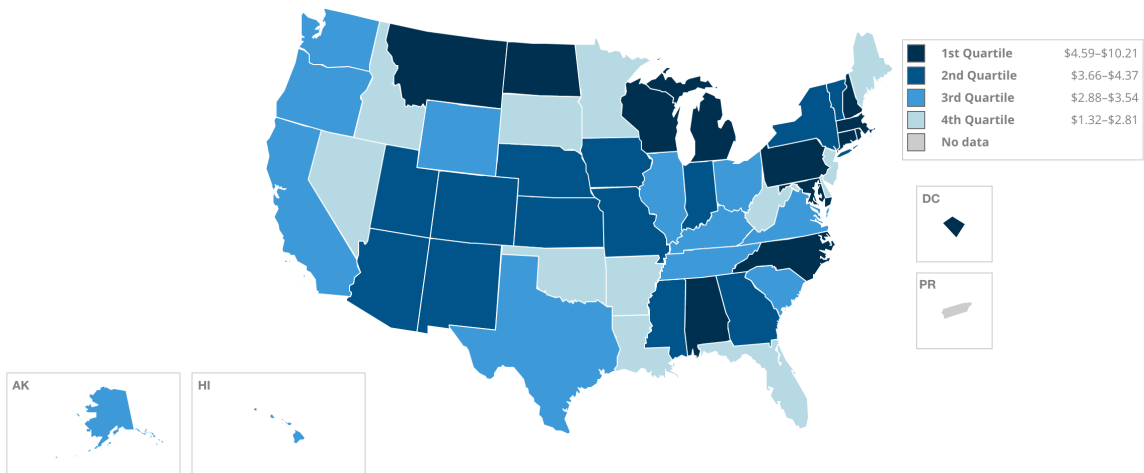 1st Quartile $4.59–$10.21
2nd Quartile $3.66–$4.37
3rd Quartile $2.88–$3.54
4th Quartile $1.32–$2.81
No data
DC
PR
AK
HI